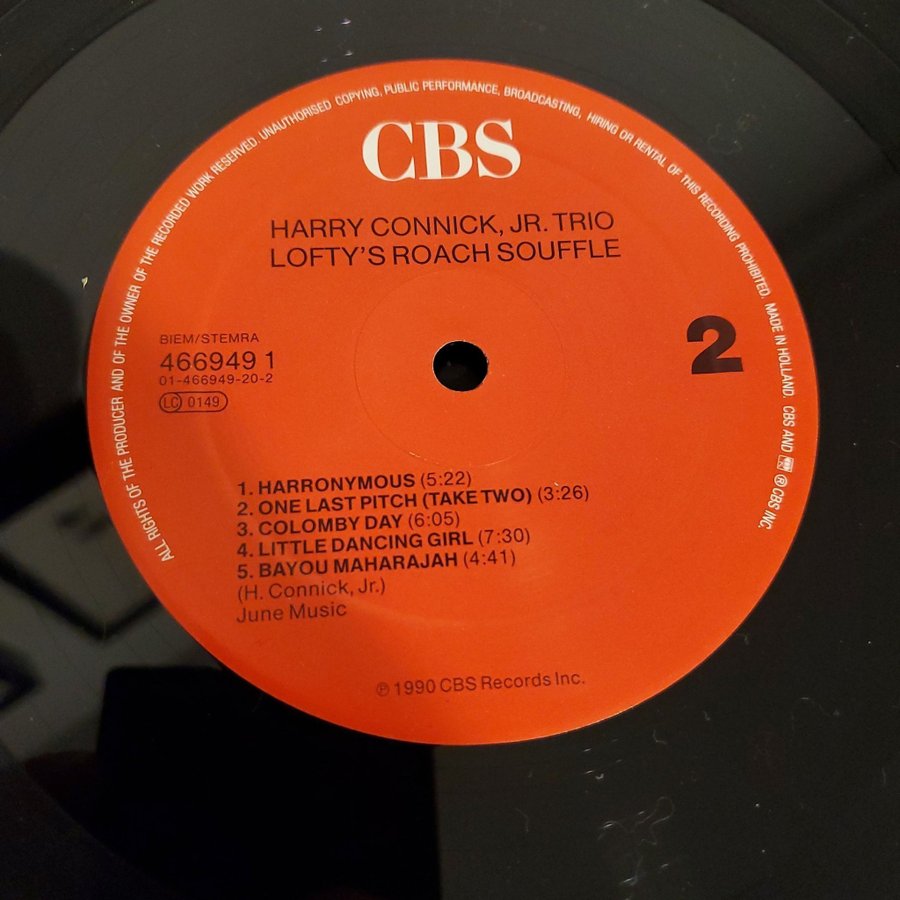 ALL RIGHTS OF THE PRODUCER AND OF THE OWNER OF THE RECORDED WORK RESERVED. UNAUTHORISED COPYING, PUBLIC PERFORMANCE, BROADCASTING, HIRING OR RENTAL OF THIS RECORDING PROHIBITED. MADE IN HOLLAND. CBS AND ℗ CBS INC.
CBS
HARRY CONNICK, JR. TRIO
LOFTY'S ROACH SOUFFLE
BIEM/STEMRA
466949 1
01-466949-20-2
LC 0149
2
1. HARRONYMOUS (5:22)
2. ONE LAST PITCH (TAKE TWO) (3:26)
3. COLOMBY DAY (6:05)
4. LITTLE DANCING GIRL (7:30)
5. BAYOU MAHARAJAH (4:41)
(H. Connick, Jr.)
June Music
℗ 1990 CBS Records Inc.